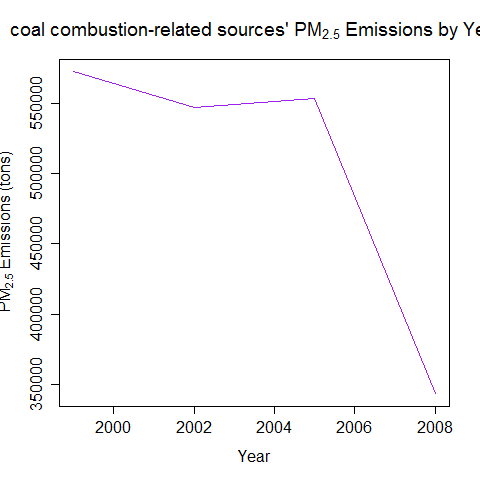 coal combustion-related sources' PM2.5 Emissions by Ye
PM2.5 Emissions (tons)
550000
500000
450000
400000
350000
2000 2002 2004 2006 2008
Year